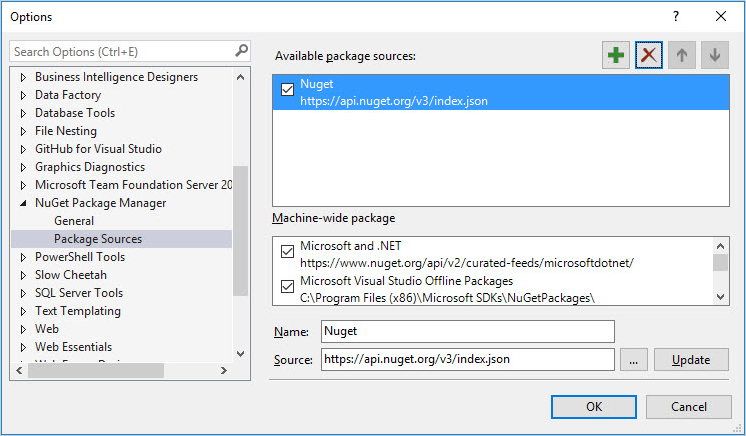 Options
Search Options (Ctrl+E)
Business Intelligence Designers
Data Factory
Database Tools
File Nesting
GitHub for Visual Studio
Graphics Diagnostics
Microsoft Team Foundation Server 20
NuGet Package Manager
General
Package Sources
PowerShell Tools
Slow Cheetah
SQL Server Tools
Text Templating
Web
Web Essentials
Available package sources:
Nuget
https://api.nuget.org/v3/index.json
Machine-wide package
Microsoft and .NET
https://www.nuget.org/api/v2/curated-feeds/microsoftdotnet/
Microsoft Visual Studio Offline Packages
C:\Program Files (x86)\Microsoft SDKs\NuGetPackages\
Name: Nuget
Source: https://api.nuget.org/v3/index.json ... Update
OK Cancel